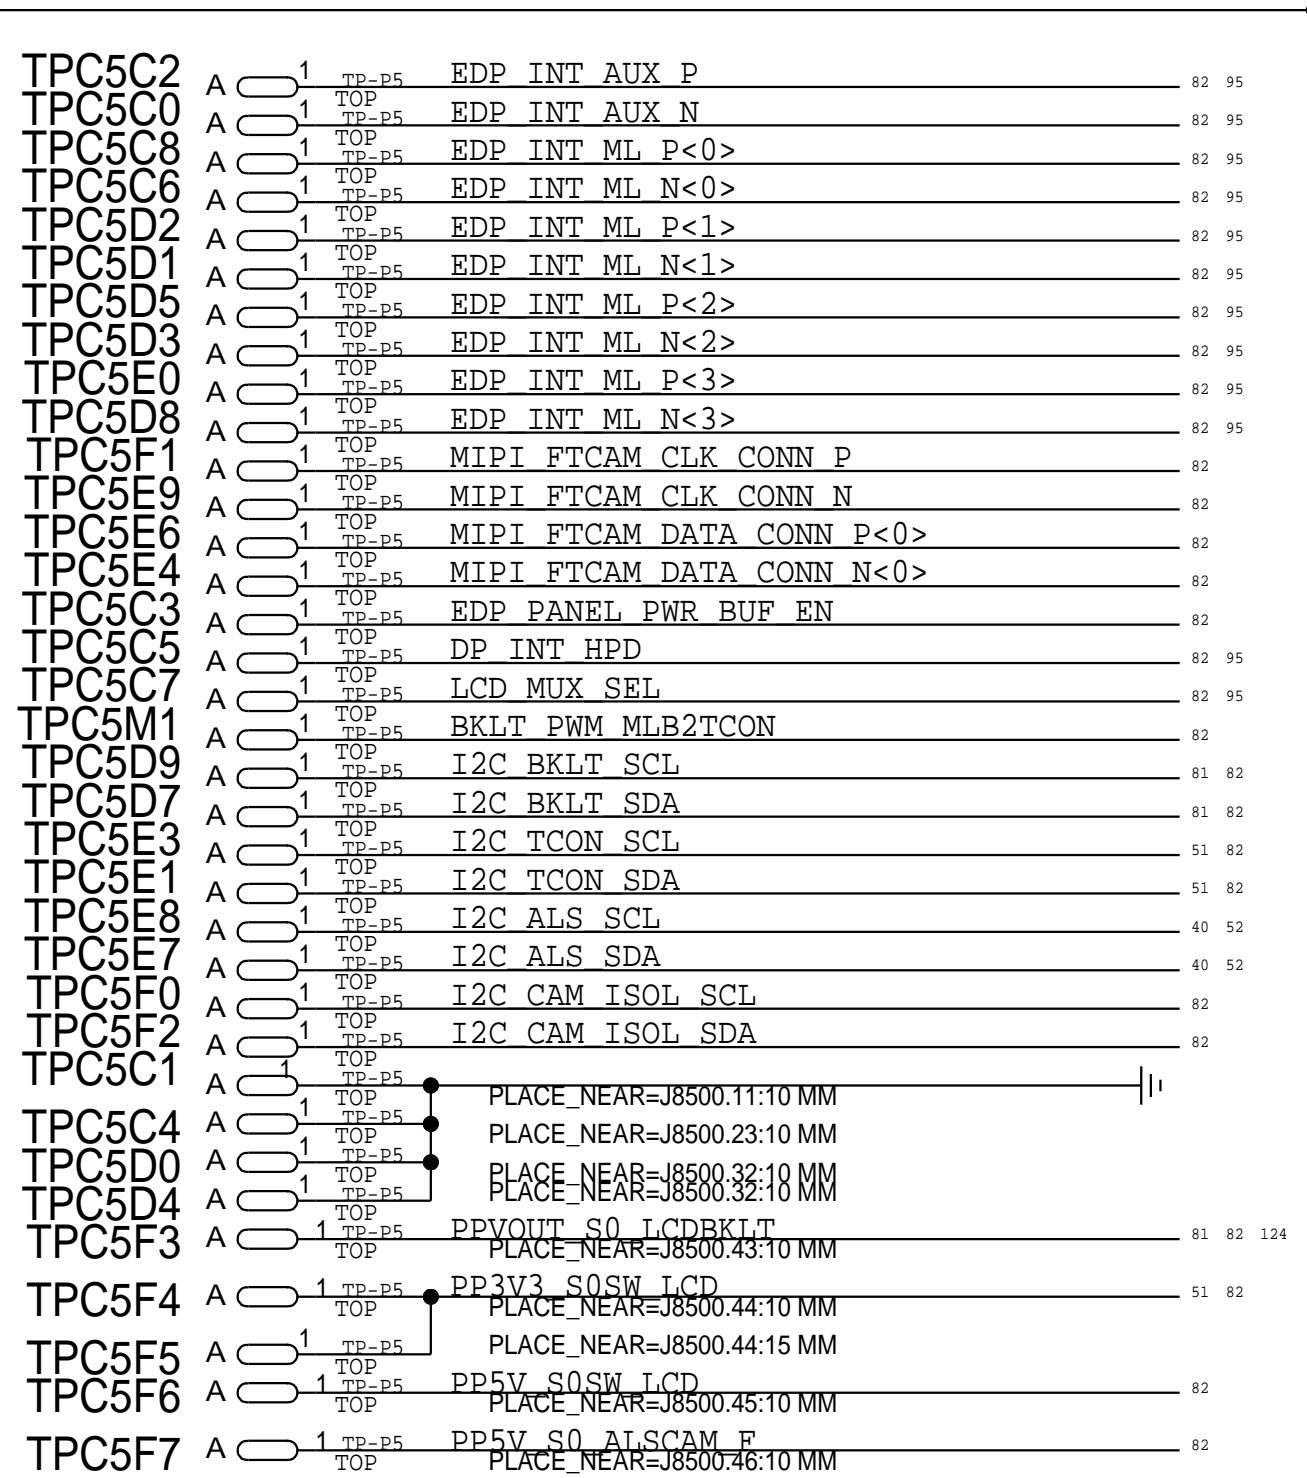 TPC5C2 A 1 TP-P5 EDP_INT_AUX_P 82 95
TOP
TPC5C0 A 1 TP-P5 EDP_INT_AUX_N 82 95
TOP
TPC5C8 A 1 TP-P5 EDP_INT_ML_P<0> 82 95
TOP
TPC5C6 A 1 TP-P5 EDP_INT_ML_N<0> 82 95
TOP
TPC5D2 A 1 TP-P5 EDP_INT_ML_P<1> 82 95
TOP
TPC5D1 A 1 TP-P5 EDP_INT_ML_N<1> 82 95
TOP
TPC5D5 A 1 TP-P5 EDP_INT_ML_P<2> 82 95
TOP
TPC5D3 A 1 TP-P5 EDP_INT_ML_N<2> 82 95
TOP
TPC5E0 A 1 TP-P5 EDP_INT_ML_P<3> 82 95
TOP
TPC5D8 A 1 TP-P5 EDP_INT_ML_N<3> 82 95
TOP
TPC5F1 A 1 TP-P5 MIPI_FTCAM_CLK_CONN_P 82
TOP
TPC5E9 A 1 TP-P5 MIPI_FTCAM_CLK_CONN_N 82
TOP
TPC5E6 A 1 TP-P5 MIPI_FTCAM_DATA_CONN_P<0> 82
TOP
TPC5E4 A 1 TP-P5 MIPI_FTCAM_DATA_CONN_N<0> 82
TOP
TPC5C3 A 1 TP-P5 EDP_PANEL_PWR_BUF_EN 82
TOP
TPC5C5 A 1 TP-P5 DP_INT_HPD 82 95
TOP
TPC5C7 A 1 TP-P5 LCD_MUX_SEL 82 95
TOP
TPC5M1 A 1 TP-P5 BKLT_PWM_MLB2TCON 82
TOP
TPC5D9 A 1 TP-P5 I2C_BKLT_SCL 81 82
TOP
TPC5D7 A 1 TP-P5 I2C_BKLT_SDA 81 82
TOP
TPC5E3 A 1 TP-P5 I2C_TCON_SCL 51 82
TOP
TPC5E1 A 1 TP-P5 I2C_TCON_SDA 51 82
TOP
TPC5E8 A 1 TP-P5 I2C_ALS_SCL 40 52
TOP
TPC5E7 A 1 TP-P5 I2C_ALS_SDA 40 52
TOP
TPC5F0 A 1 TP-P5 I2C_CAM_ISOL_SCL 82
TOP
TPC5F2 A 1 TP-P5 I2C_CAM_ISOL_SDA 82
TOP
TPC5C1 A 1 TP-P5
TOP PLACE_NEAR=J8500.11:10 MM
TPC5C4 A 1 TP-P5
TOP PLACE_NEAR=J8500.23:10 MM
TPC5D0 A 1 TP-P5
TOP PLACE_NEAR=J8500.32:10 MM
TPC5D4 A 1 TP-P5 PLACE_NEAR=J8500.32:10 MM
TOP
TPC5F3 A 1 TP-P5 PPVOUT_S0_LCDBKLT 81 82 124
TOP PLACE_NEAR=J8500.43:10 MM
TPC5F4 A 1 TP-P5 PP3V3_S0SW_LCD 51 82
TOP PLACE_NEAR=J8500.44:10 MM
TPC5F5 A 1 TP-P5 PLACE_NEAR=J8500.44:15 MM
TOP
TPC5F6 A 1 TP-P5 PP5V_S0SW_LCD 82
TOP PLACE_NEAR=J8500.45:10 MM
TPC5F7 A 1 TP-P5 PP5V_S0_ALSCAM_F 82
TOP PLACE_NEAR=J8500.46:10 MM